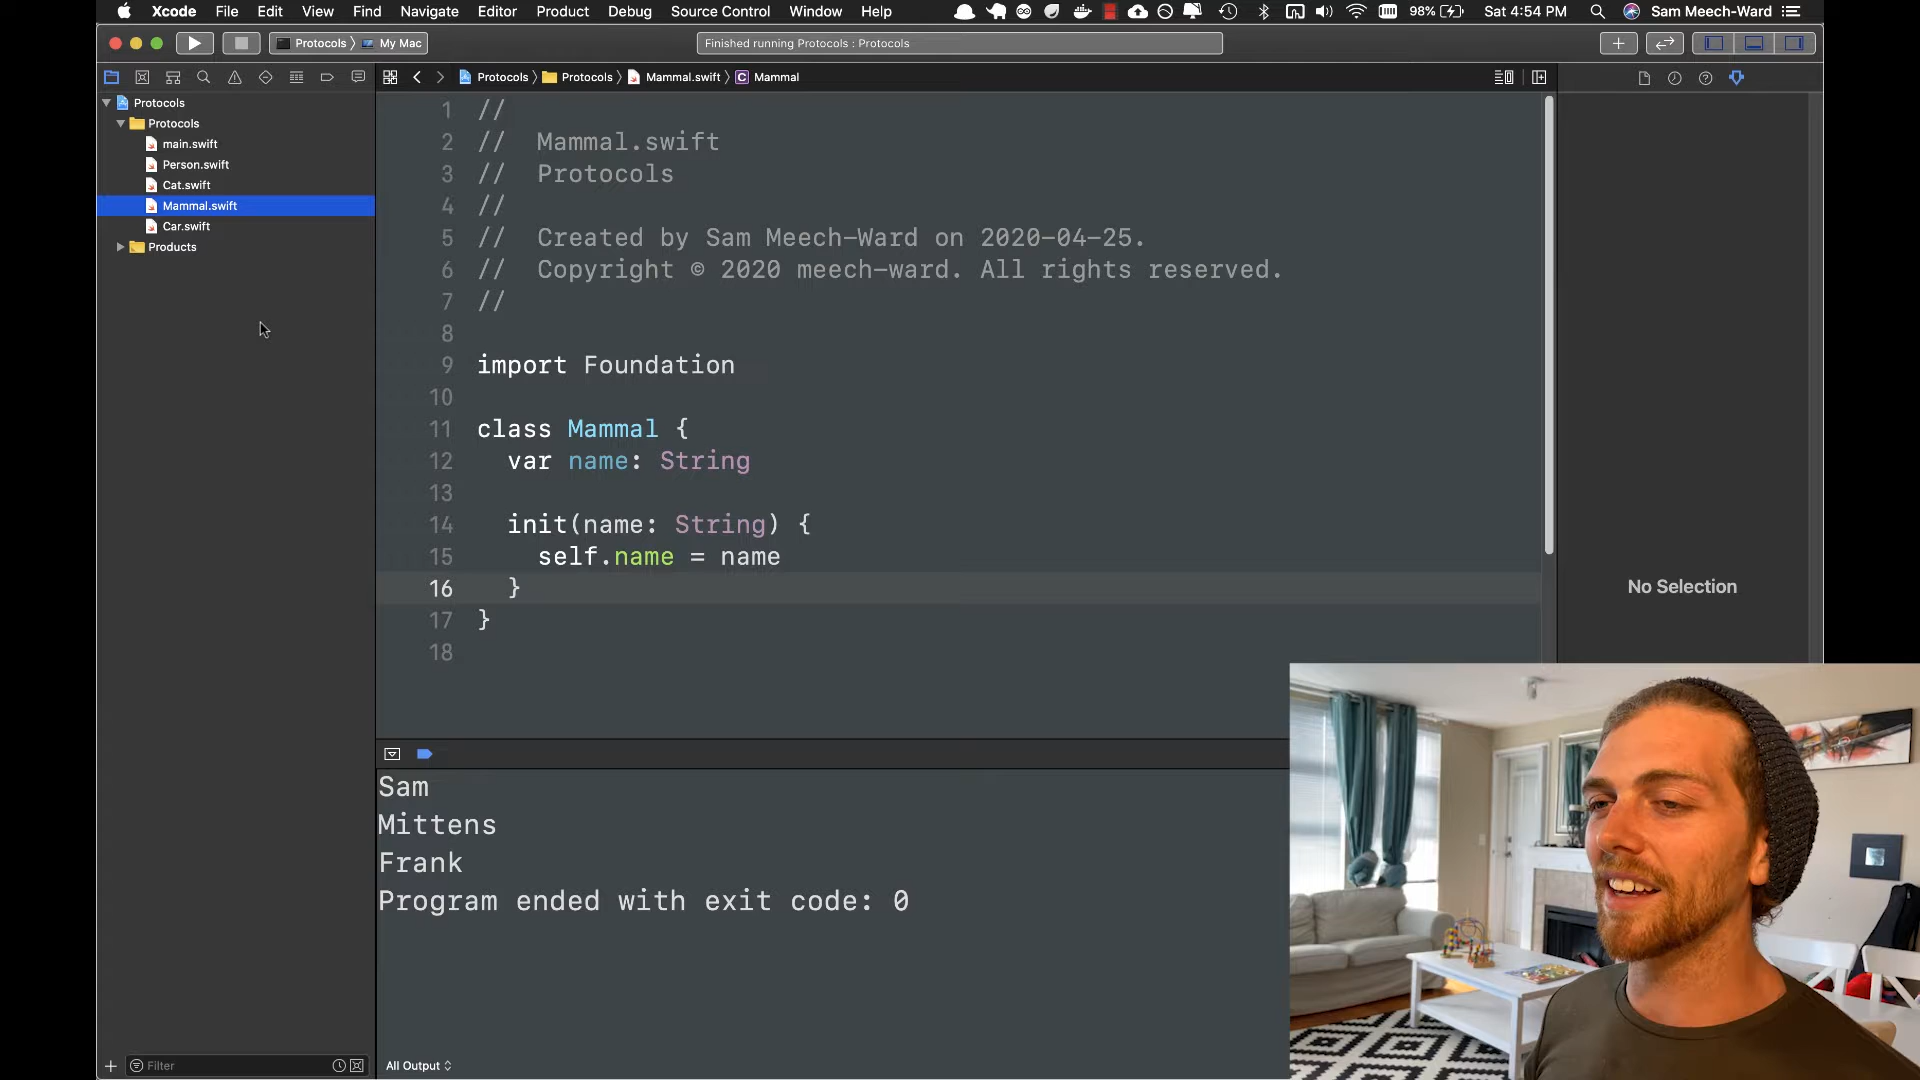 Xcode File Edit View Find Navigate Editor Product Debug Source Control Window Help 98% Sat 4:54 PM Sam Meech-Ward
Protocols My Mac Finished running Protocols : Protocols
Protocols Protocols Mammal.swift C Mammal
Protocols
Protocols
main.swift
Person.swift
Cat.swift
Mammal.swift
Car.swift
Products
1 //
2 // Mammal.swift
3 // Protocols
4 //
5 // Created by Sam Meech-Ward on 2020-04-25.
6 // Copyright © 2020 meech-ward. All rights reserved.
7 //
8
9 import Foundation
10
11 class Mammal {
12 var name: String
13
14 init(name: String) {
15 self.name = name
16 }
17 }
18
No Selection
Sam
Mittens
Frank
Program ended with exit code: 0
Filter
All Output